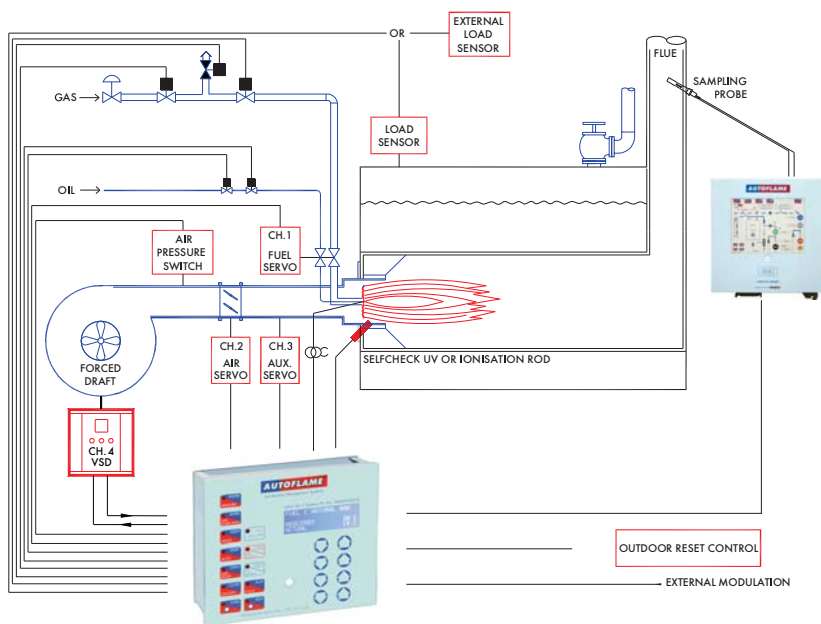 OR
EXTERNAL
LOAD
SENSOR
FLUE
SAMPLING
PROBE
GAS
LOAD
SENSOR
AUTOFLAME
OIL
CH.1
FUEL
SERVO
AIR
PRESSURE
SWITCH
FORCED
DRAFT
CH.2
AIR
SERVO
CH.3
AUX.
SERVO
SELFCHECK UV OR IONISATION ROD
CH. 4
VSD
AUTOFLAME
OUTDOOR RESET CONTROL
EXTERNAL MODULATION